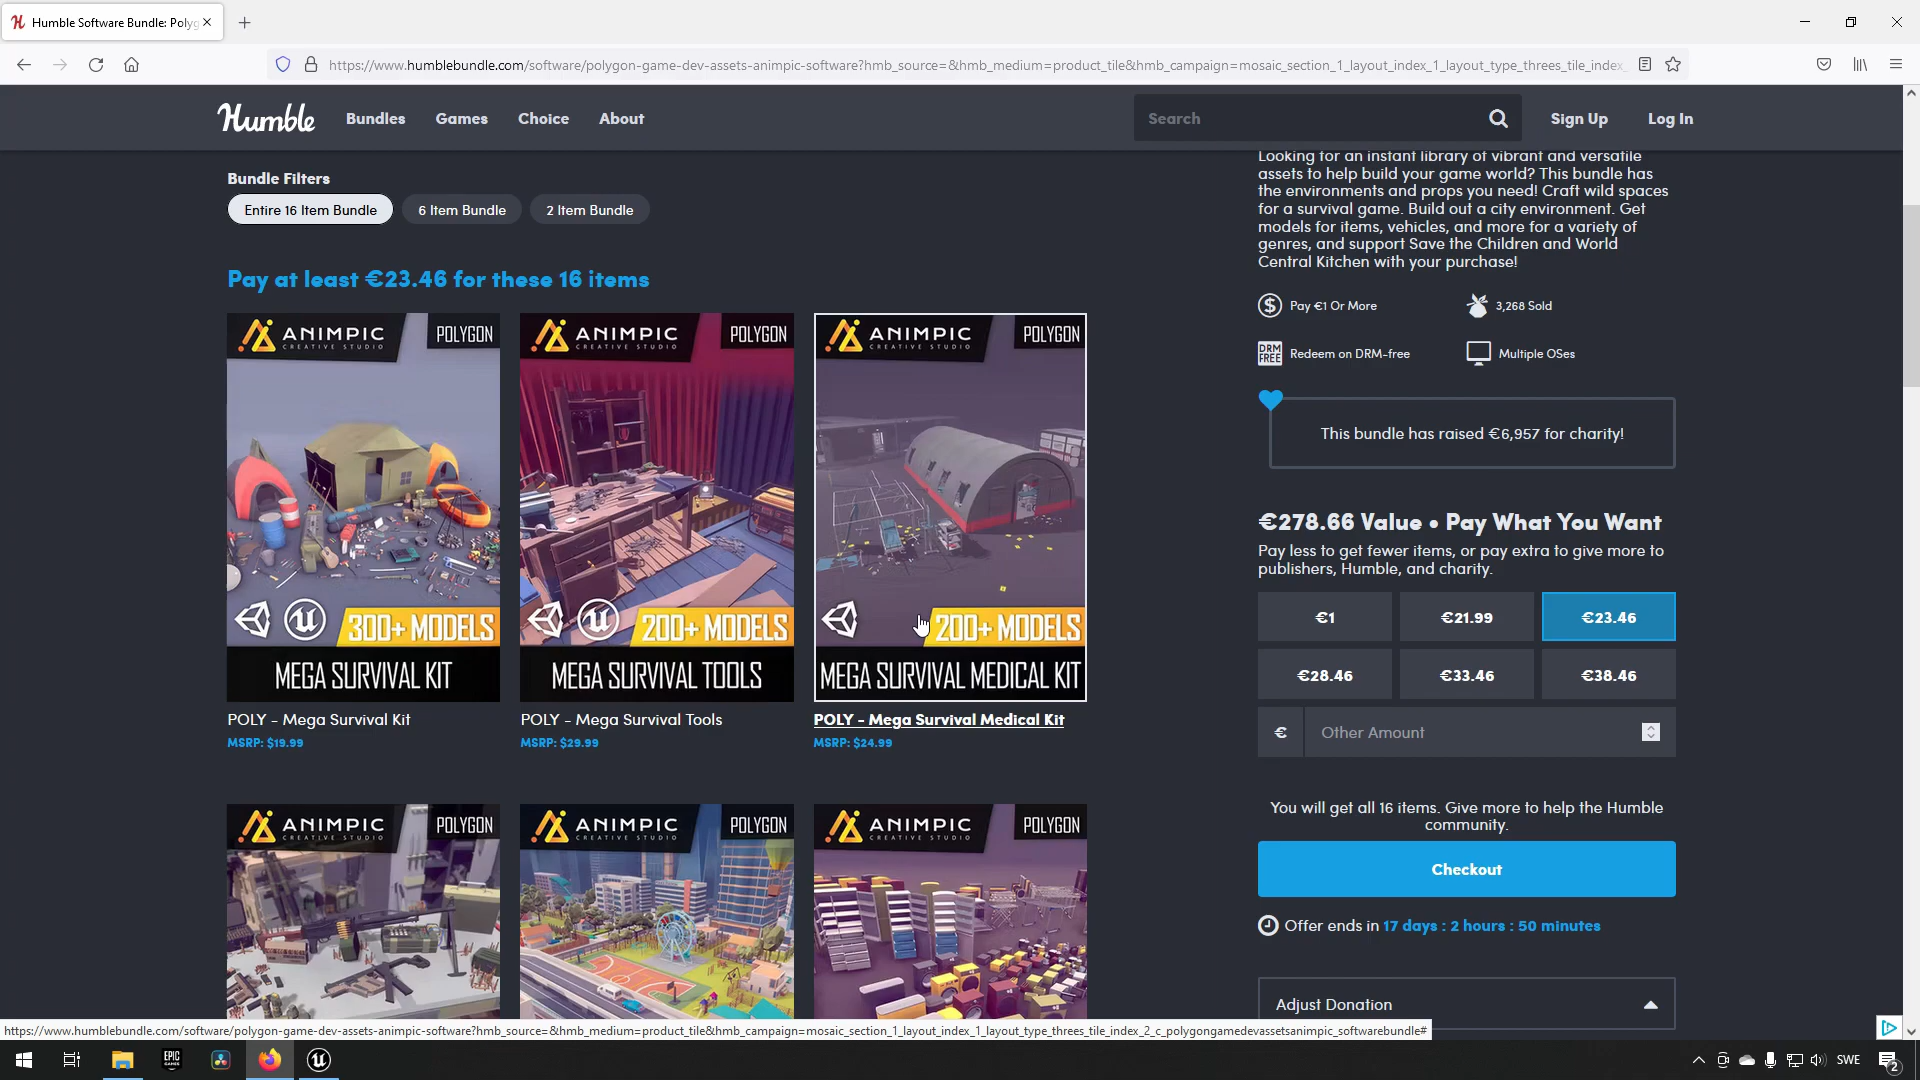 Humble Software Bundle: Polyg
https://www.humblebundle.com/software/polygon-game-dev-assets-animpic-software?hmb_source=&hmb_medium=product_tile&hmb_campaign=mosaic_section_1_layout_index_1_layout_type_threes_tile_index_
Humble
Bundles
Games
Choice
About
Search
Sign Up
Log In
Bundle Filters
Entire 16 Item Bundle
6 Item Bundle
2 Item Bundle
Pay at least €23.46 for these 16 items
ANIMPIC
CREATIVE STUDIO
POLYGON
300+ MODELS
MEGA SURVIVAL KIT
POLY - Mega Survival Kit
MSRP: $19.99
ANIMPIC
CREATIVE STUDIO
POLYGON
200+ MODELS
MEGA SURVIVAL TOOLS
POLY - Mega Survival Tools
MSRP: $29.99
ANIMPIC
CREATIVE STUDIO
POLYGON
200+ MODELS
MEGA SURVIVAL MEDICAL KIT
POLY - Mega Survival Medical Kit
MSRP: $24.99
ANIMPIC
CREATIVE STUDIO
POLYGON
ANIMPIC
CREATIVE STUDIO
POLYGON
ANIMPIC
CREATIVE STUDIO
POLYGON
Looking for an instant library of vibrant and versatile
assets to help build your game world? This bundle has
the environments and props you need! Craft wild spaces
for a survival game. Build out a city environment. Get
models for items, vehicles, and more for a variety of
genres, and support Save the Children and World
Central Kitchen with your purchase!
Pay €1 Or More
3,268 Sold
DRM
FREE
Redeem on DRM-free
Multiple OSes
This bundle has raised €6,957 for charity!
€278.66 Value • Pay What You Want
Pay less to get fewer items, or pay extra to give more to
publishers, Humble, and charity.
€1
€21.99
€23.46
€28.46
€33.46
€38.46
€
Other Amount
You will get all 16 items. Give more to help the Humble
community.
Checkout
Offer ends in 17 days : 2 hours : 50 minutes
Adjust Donation
https://www.humblebundle.com/software/polygon-game-dev-assets-animpic-software?hmb_source=&hmb_medium=product_tile&hmb_campaign=mosaic_section_1_layout_index_1_layout_type_threes_tile_index_2_c_polygongamedevassetsanimpic_softwarebundle#
EPIC
GAMES
SWE
2